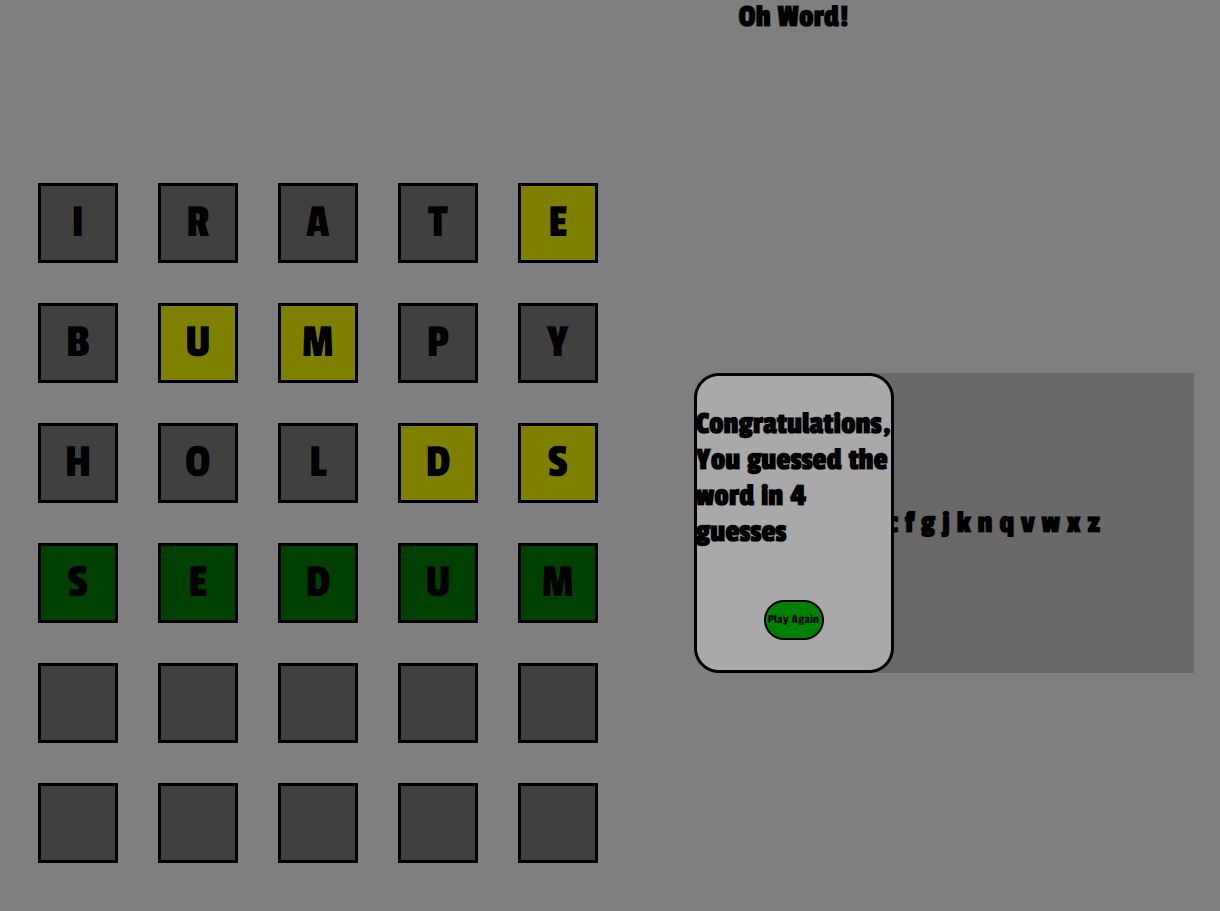 Oh Word!
I R A T E
B U M P Y
H O L D S
S E D U M
Congratulations,
You guessed the
word in 4
guesses
f g j k n q v w x z
Play Again